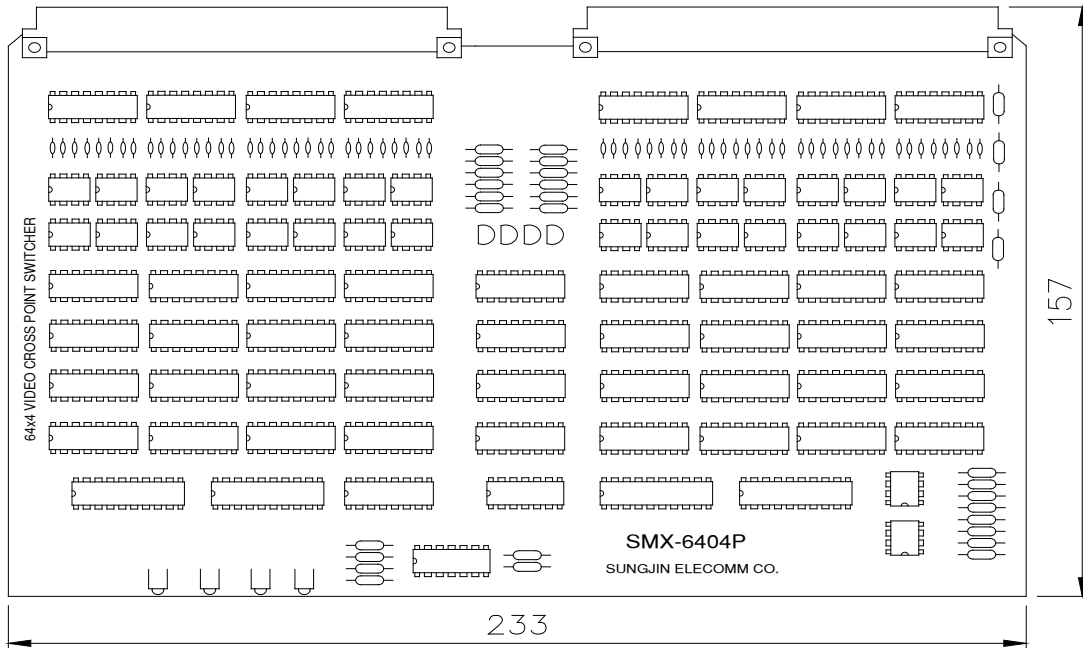 64x4 VIDEO CROSS POINT SWITCHER
157
SMX-6404P
SUNGJIN ELECOMM CO.
233